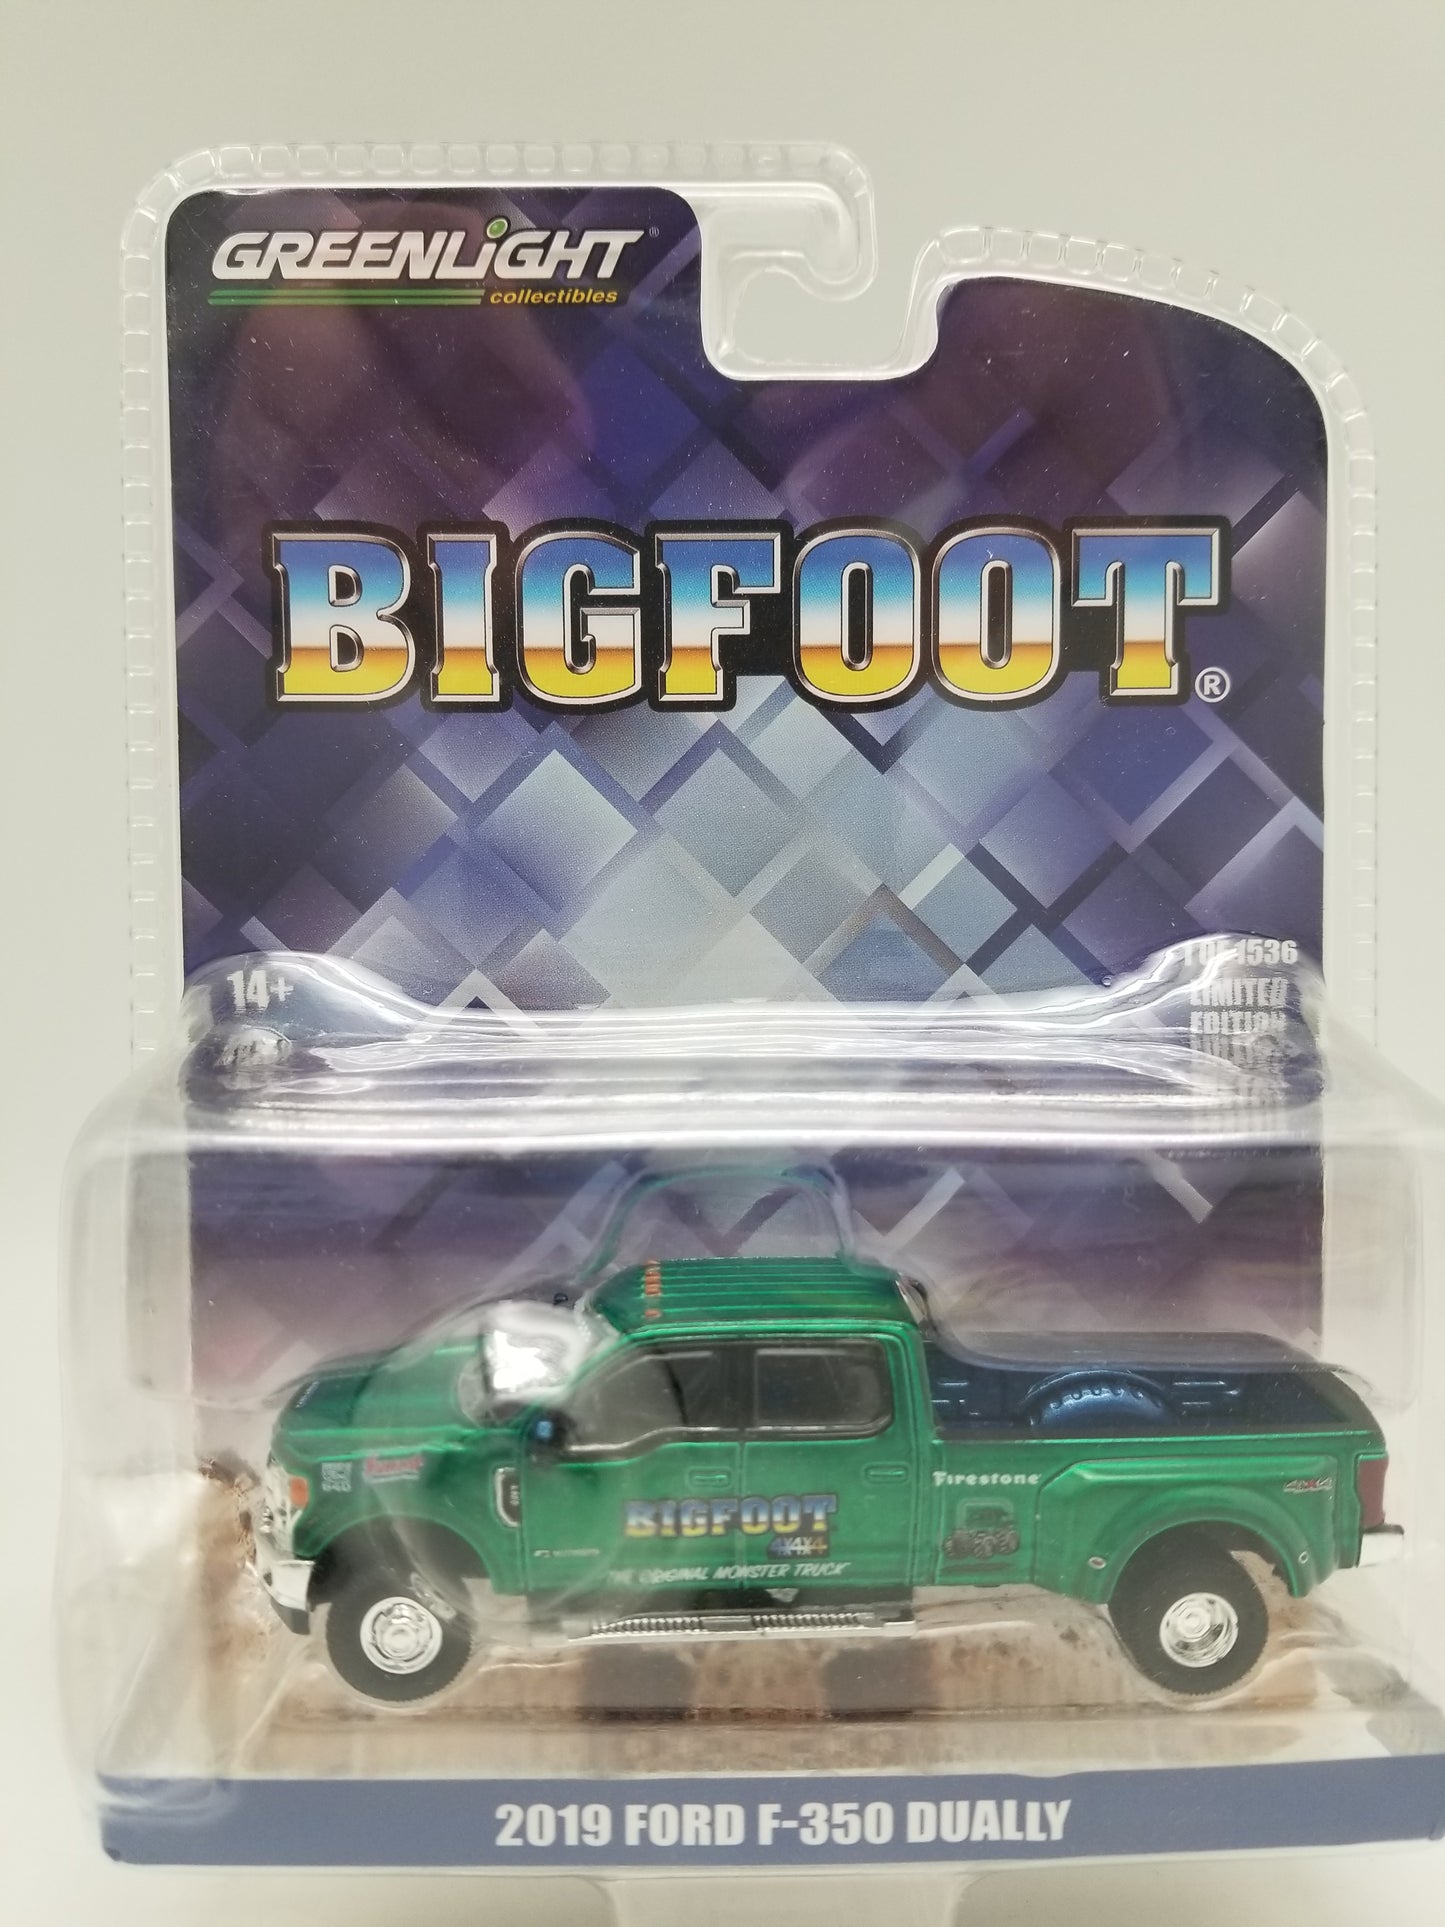 GREENLIGHT®
collectibles
BIGFOOT®
14+
1 OF 1536
LIMITED
EDITION
Firestone
4X4
BIGFOOT
4X4X4
THE ORIGINAL MONSTER TRUCK
2019 FORD F-350 DUALLY